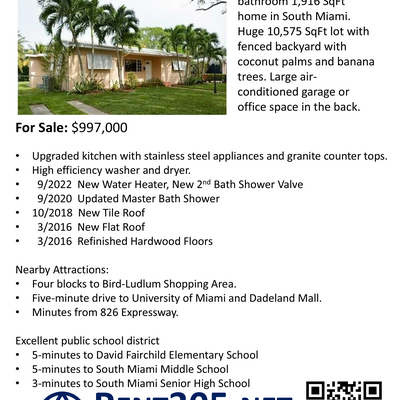 bathroom 1,916 SqFt
home in South Miami.
Huge 10,575 SqFt lot with
fenced backyard with
coconut palms and banana
trees. Large air-
conditioned garage or
office space in the back.
For Sale: $997,000
• Upgraded kitchen with stainless steel appliances and granite counter tops.
• High efficiency washer and dryer.
• 9/2022 New Water Heater, New 2nd Bath Shower Valve
• 9/2020 Updated Master Bath Shower
• 10/2018 New Tile Roof
• 3/2016 New Flat Roof
• 3/2016 Refinished Hardwood Floors
Nearby Attractions:
• Four blocks to Bird-Ludlum Shopping Area.
• Five-minute drive to University of Miami and Dadeland Mall.
• Minutes from 826 Expressway.
Excellent public school district
• 5-minutes to David Fairchild Elementary School
• 5-minutes to South Miami Middle School
• 3-minutes to South Miami Senior High School
RENT305.NET